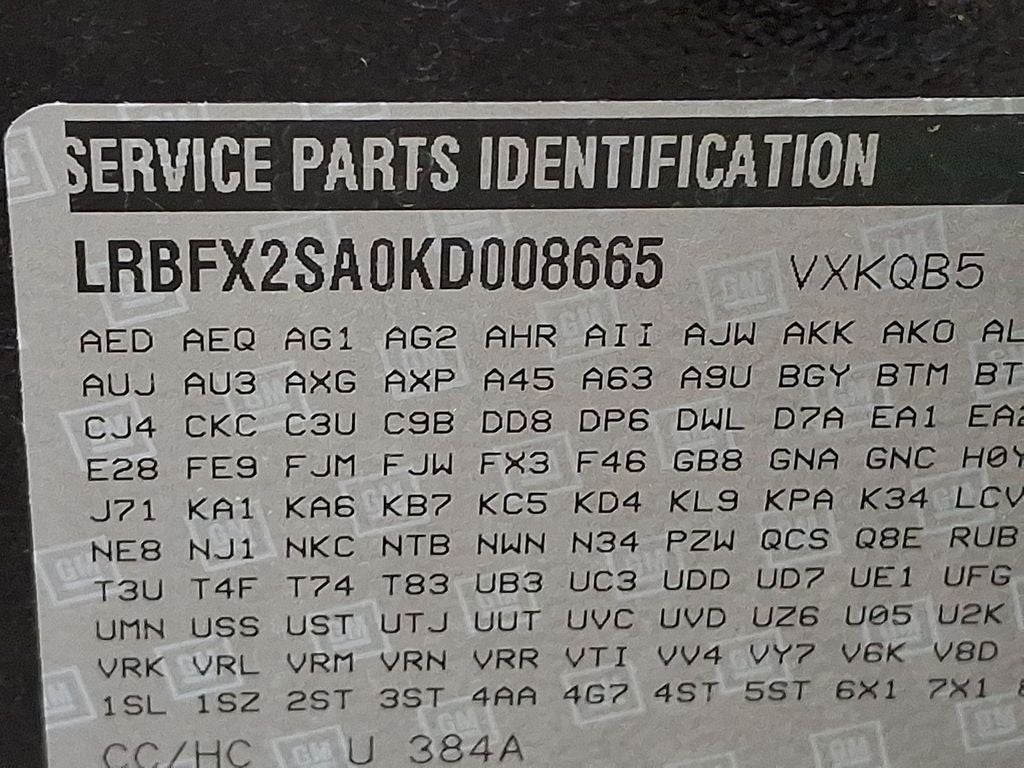 SERVICE PARTS IDENTIFICATION
LRBFX2SA0KD008665 VXKQB5
AED AEQ AG1 AG2 AHR AII AJW AKK AKO AL
AUJ AU3 AXG AXP A45 A63 A9U BGY BTM BT
CJ4 CKC C3U C9B DD8 DP6 DWL D7A EA1 EA2
E28 FE9 FJM FJW FX3 F46 GB8 GNA GNC H0Y
J71 KA1 KA6 KB7 KC5 KD4 KL9 KPA K34 LCV
NE8 NJ1 NKC NTB NWN N34 PZW QCS Q8E RUB
T3U T4F T74 T83 UB3 UC3 UDD UD7 UE1 UFG
UMN USS UST UTJ UUT UVC UVD UZ6 U05 U2K
VRK VRL VRM VRN VRR VTI VV4 VY7 V6K V8D
1SL 1SZ 2ST 3ST 4AA 4G7 4ST 5ST 6X1 7X1
CC/HC U 384A